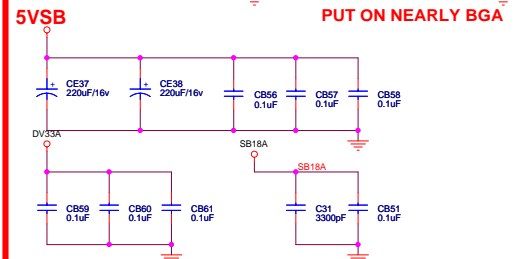 5VSB
PUT ON NEARLY BGA
CE37
220uF/16v
CE38
220uF/16v
CB56
0.1uF
CB57
0.1uF
CB58
0.1uF
DV33A
SB18A
SB18A
CB59
0.1uF
CB60
0.1uF
CB61
0.1uF
C31
3300pF
CB51
0.1uF